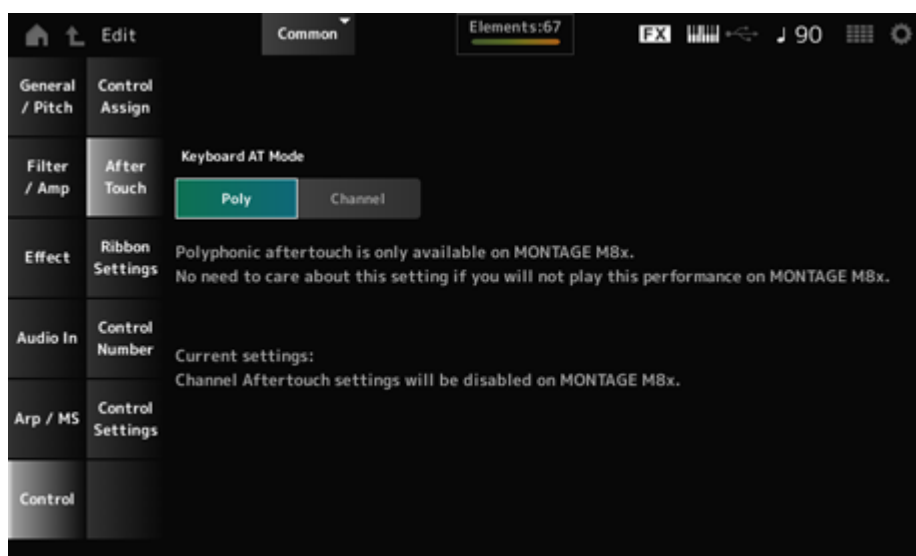 Edit
Common
Elements:67
FX
♩ 90
General
/ Pitch
Control
Assign
Filter
/ Amp
After
Touch
Keyboard AT Mode
Poly
Channel
Effect
Ribbon
Settings
Polyphonic aftertouch is only available on MONTAGE M8x.
No need to care about this setting if you will not play this performance on MONTAGE M8x.
Audio In
Control
Number
Current settings:
Channel Aftertouch settings will be disabled on MONTAGE M8x.
Arp / MS
Control
Settings
Control